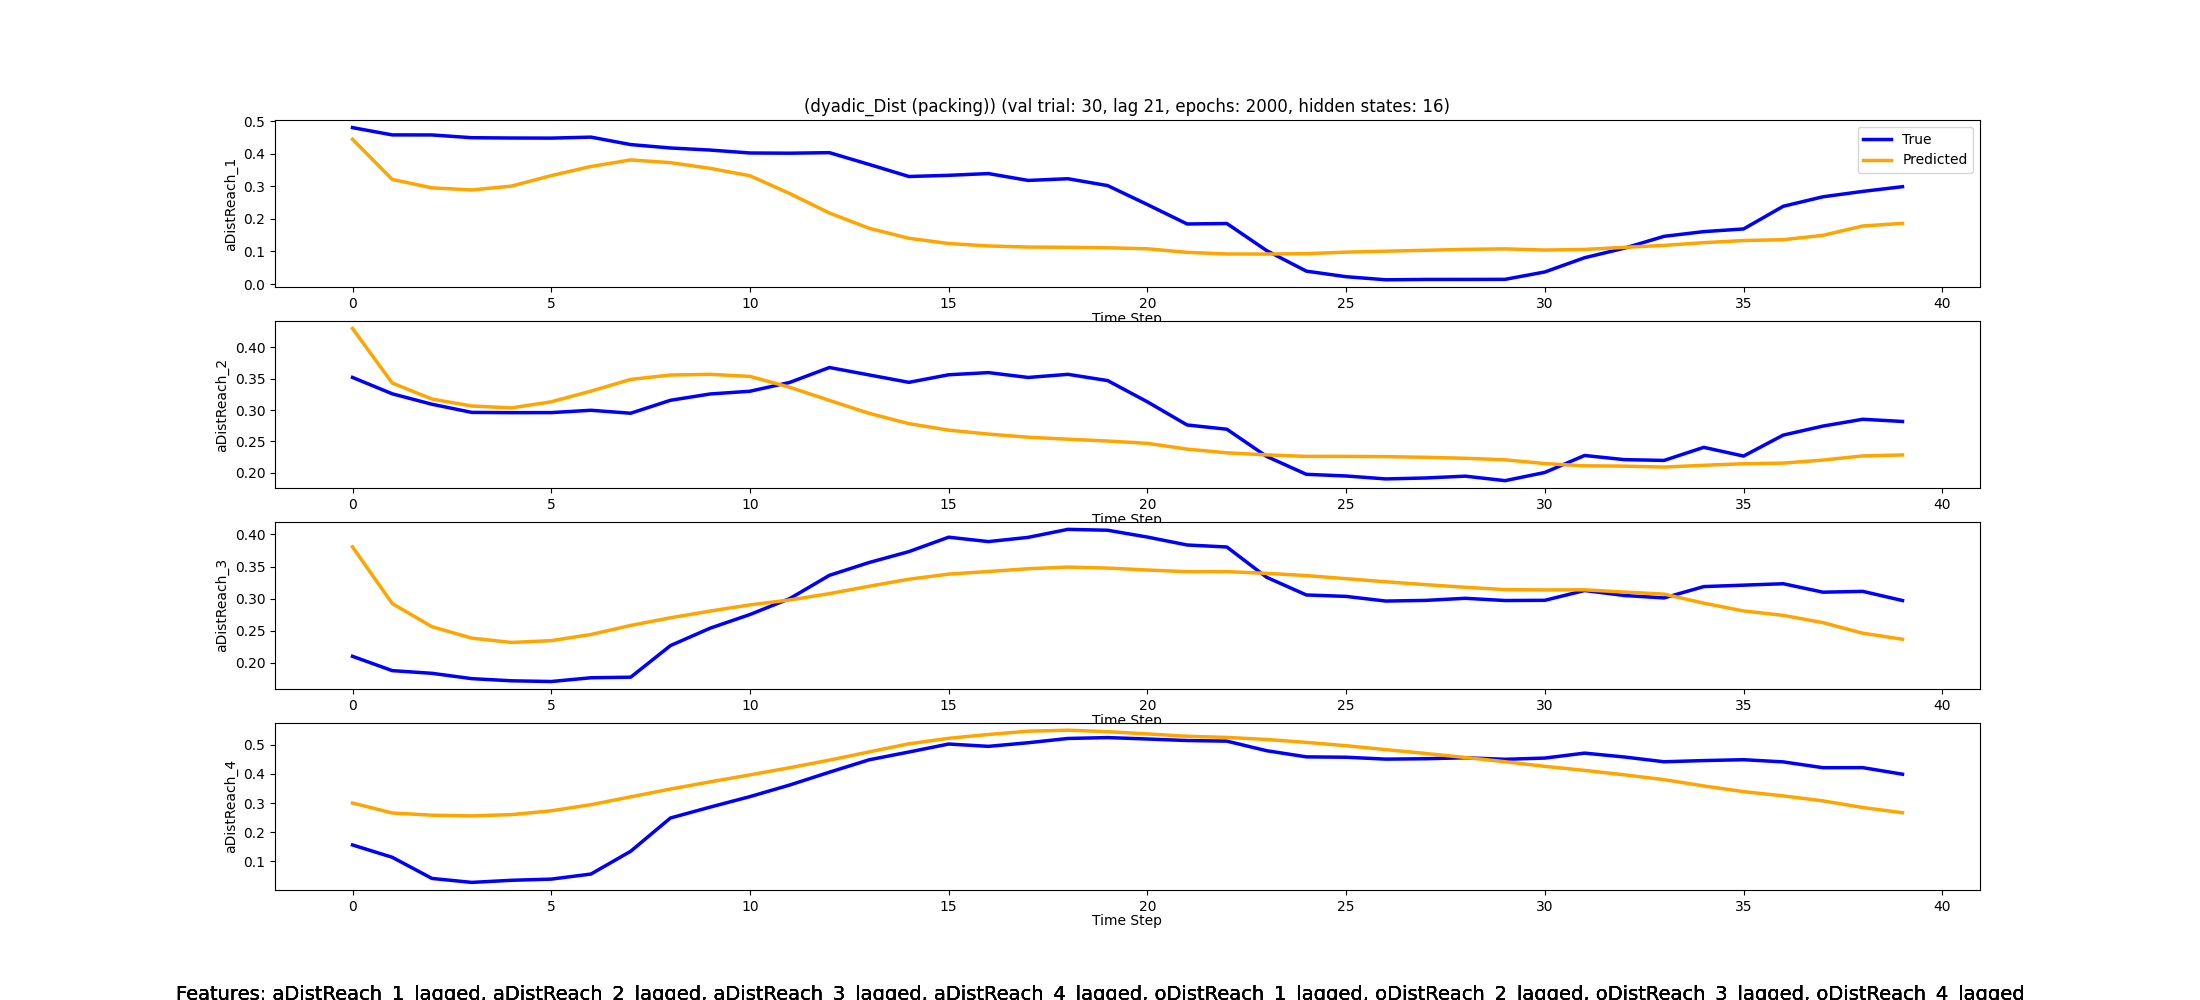 (dyadic_Dist (packing)) (val trial: 30, lag 21, epochs: 2000, hidden states: 16)
True
Predicted
aDistReach_1
0.5
0.4
0.3
0.2
0.1
0.0
0 5 10 15 20 25 30 35 40
Time Step
aDistReach_2
0.40
0.35
0.30
0.25
0.20
0 5 10 15 20 25 30 35 40
Time Step
aDistReach_3
0.40
0.35
0.30
0.25
0.20
0 5 10 15 20 25 30 35 40
Time Step
aDistReach_4
0.5
0.4
0.3
0.2
0.1
0 5 10 15 20 25 30 35 40
Time Step
Features: aDistReach_1_lagged, aDistReach_2_lagged, aDistReach_3_lagged, aDistReach_4_lagged, oDistReach_1_lagged, oDistReach_2_lagged, oDistReach_3_lagged, oDistReach_4_lagged